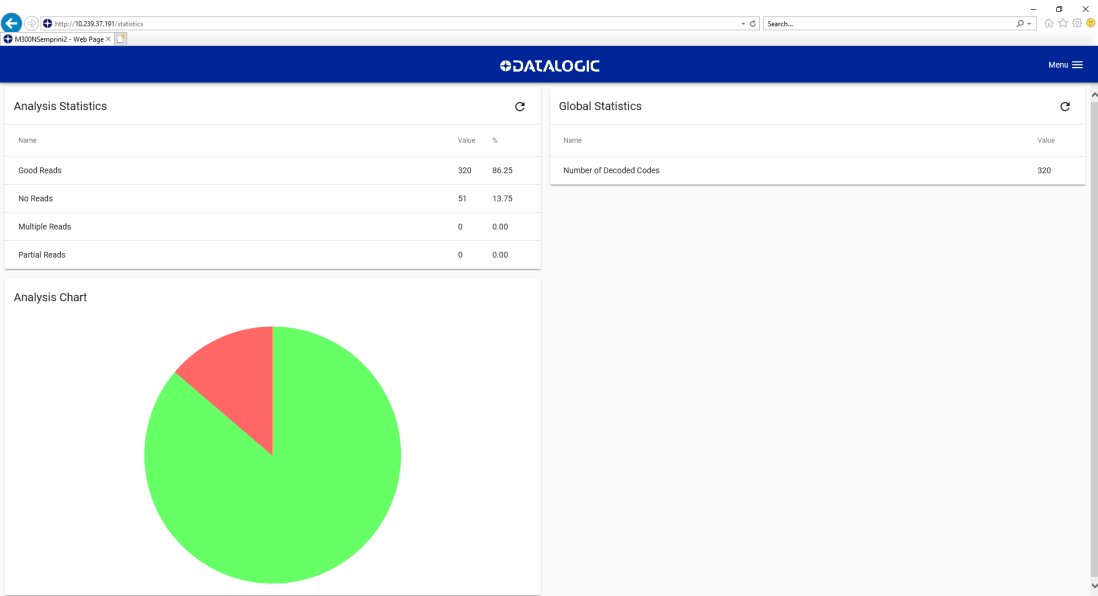 http://10.239.37.191/statistics
Search...
M300NSemprini2 - Web Page
DATALOGIC
Menu
Analysis Statistics
Name Value %
Good Reads 320 86.25
No Reads 51 13.75
Multiple Reads 0 0.00
Partial Reads 0 0.00
Analysis Chart
Global Statistics
Name Value
Number of Decoded Codes 320